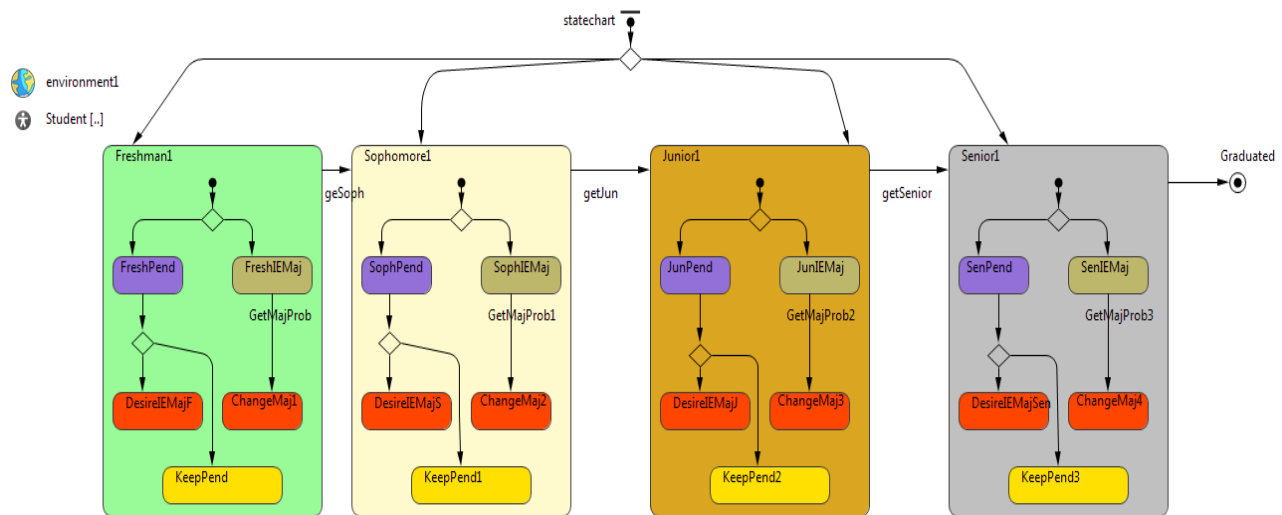 statechart
environment1
Student [..]
Freshman1
Sophomore1
Junior1
Senior1
Graduated
geSoph
getJun
getSenior
FreshPend
FreshIEMaj
SophPend
SophIEMaj
JunPend
JunIEMaj
SenPend
SenIEMaj
GetMajProb
GetMajProb1
GetMajProb2
GetMajProb3
DesireIEMajF
ChangeMaj1
DesireIEMajS
ChangeMaj2
DesireIEMajJ
ChangeMaj3
DesireIEMajSen
ChangeMaj4
KeepPend
KeepPend1
KeepPend2
KeepPend3